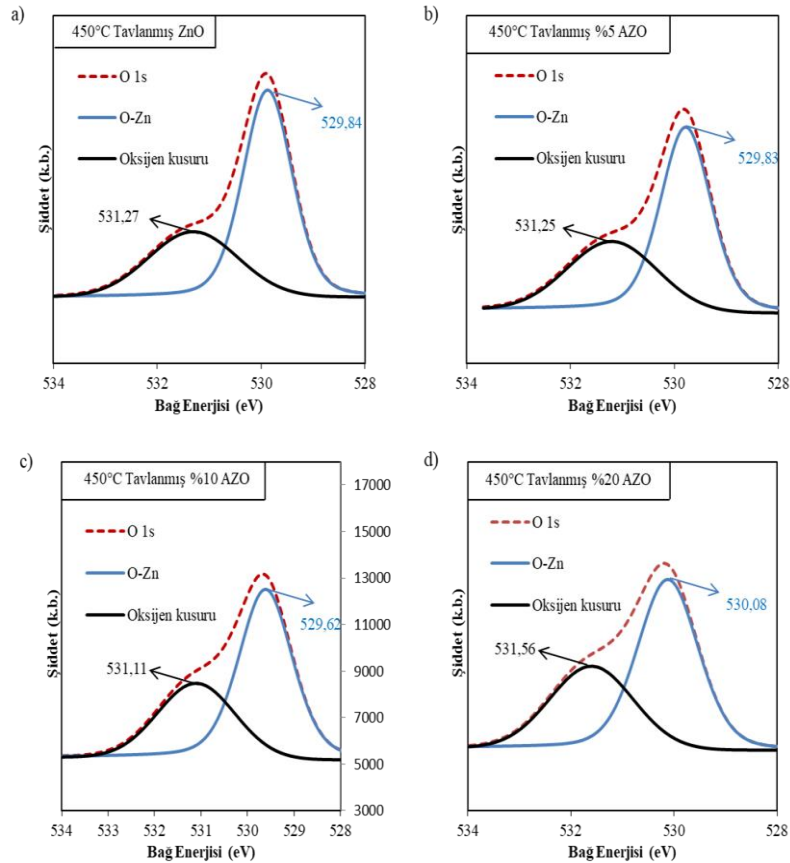 a)
450°C Tavlanmış ZnO
O 1s
O-Zn
Oksijen kusuru
529,84
531,27
Şiddet (k.b.)
534 532 530 528
Bağ Enerjisi (eV)
b)
450°C Tavlanmış %5 AZO
O 1s
O-Zn
Oksijen kusuru
529,83
531,25
Şiddet (k.b.)
534 532 530 528
Bağ Enerjisi (eV)
c)
450°C Tavlanmış %10 AZO
O 1s
O-Zn
Oksijen kusuru
529,62
531,11
Şiddet (k.b.)
17000
15000
13000
11000
9000
7000
5000
3000
534 533 532 531 530 529 528
Bağ Enerjisi (eV)
d)
450°C Tavlanmış %20 AZO
O 1s
O-Zn
Oksijen kusuru
530,08
531,56
Şiddet (k.b.)
534 532 530 528
Bağ Enerjisi (eV)